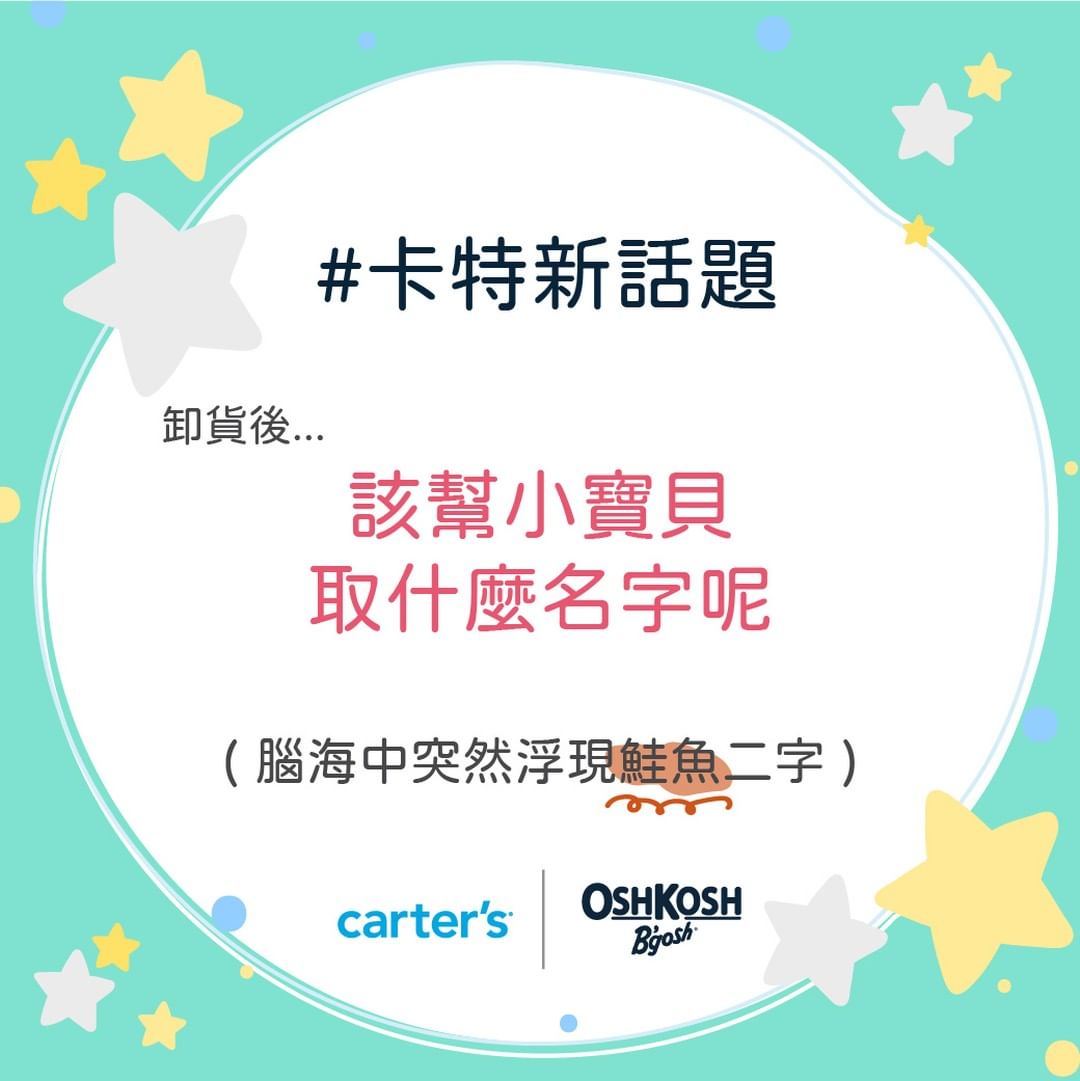 #卡特新話題
卸貨後...
該幫小寶貝
取什麼名字呢
( 腦海中突然浮現鮭魚二字 )
carter's
OSHKOSH
B'gosh